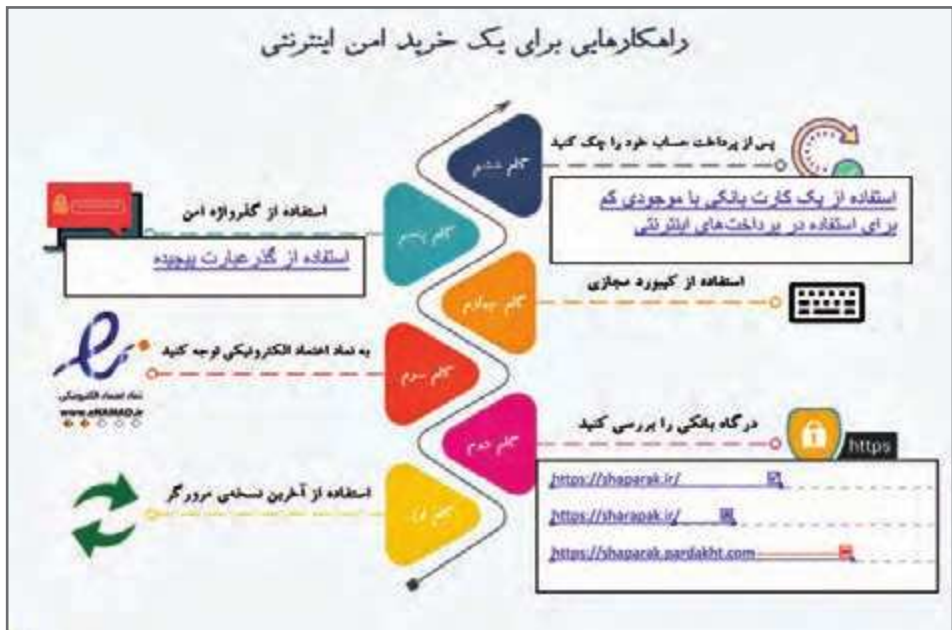 راهکارهایی برای یک خرید امن اینترنتی
گام ششم
پس از پرداخت حساب خود را چک کنید
استفاده از یک کارت بانکی با موجودی کم
برای استفاده در پرداخت‌های اینترنتی
گام پنجم
استفاده از گذرواژه امن
استفاده از گذر عبارت پیچیده
گام چهارم
استفاده از کیبورد مجازی
گام سوم
به نماد اعتماد الکترونیکی توجه کنید
نماد اعتماد الکترونیکی
www.eNAMAD.ir
گام دوم
درگاه بانکی را بررسی کنید
https
https://shaparak.ir/
https://sharapak.ir/
https://shaparak.pardakht.com
گام اول
استفاده از آخرین نسخه‌ی مرورگر